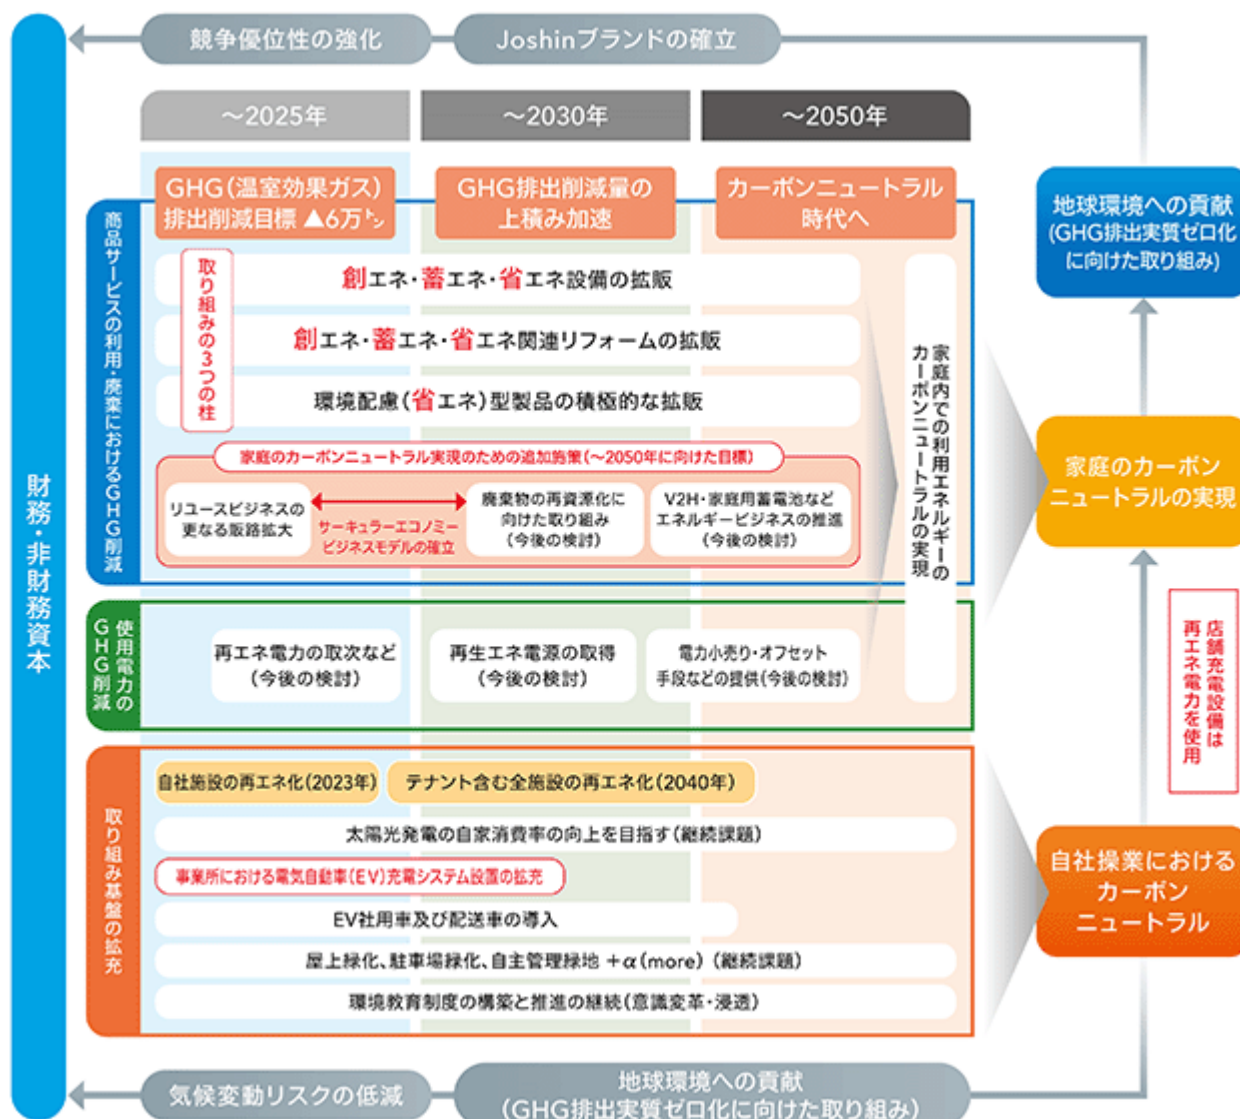 競争優位性の強化
Joshinブランドの確立
財務・非財務資本
～2025年
～2030年
～2050年
GHG(温室効果ガス)
排出削減目標 ▲6万トン
GHG排出削減量の
上積み加速
カーボンニュートラル
時代へ
商品サービスの利用・廃棄におけるGHG削減
取り組みの3つの柱
創エネ・蓄エネ・省エネ設備の拡販
創エネ・蓄エネ・省エネ関連リフォームの拡販
環境配慮(省エネ)型製品の積極的な拡販
家庭のカーボンニュートラル実現のための追加施策(～2050年に向けた目標)
リユースビジネスの
更なる販路拡大
サーキュラーエコノミー
ビジネスモデルの確立
廃棄物の再資源化に
向けた取り組み
(今後の検討)
V2H・家庭用蓄電池など
エネルギービジネスの推進
(今後の検討)
家庭内での利用エネルギーの
カーボンニュートラルの実現
使用電力の
GHG削減
再エネ電力の取次など
(今後の検討)
再生エネ電源の取得
(今後の検討)
電力小売り・オフセット
手段などの提供(今後の検討)
取り組み基盤の拡充
自社施設の再エネ化(2023年)
テナント含む全施設の再エネ化(2040年)
太陽光発電の自家消費率の向上を目指す(継続課題)
事業所における電気自動車(EV)充電システム設置の拡充
EV社用車及び配送車の導入
屋上緑化、駐車場緑化、自主管理緑地 +α(more) (継続課題)
環境教育制度の構築と推進の継続(意識変革・浸透)
地球環境への貢献
(GHG排出実質ゼロ化
に向けた取り組み)
家庭のカーボン
ニュートラルの実現
店舗充電設備は
再エネ電力を使用
自社操業における
カーボン
ニュートラル
気候変動リスクの低減
地球環境への貢献
(GHG排出実質ゼロ化に向けた取り組み)